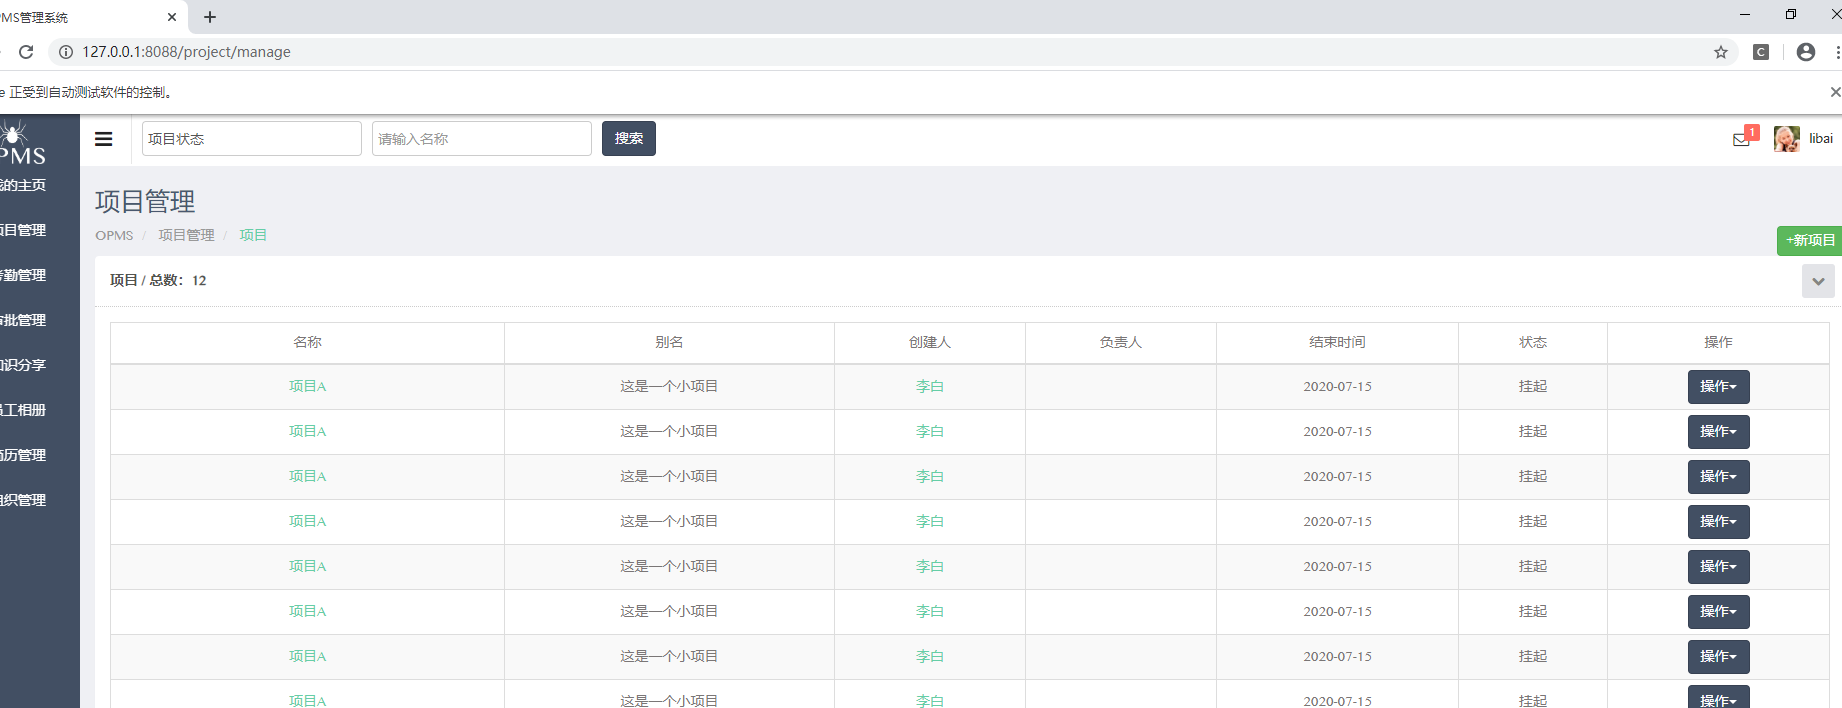 PMS管理系统
127.0.0.1:8088/project/manage
C
e 正受到自动测试软件的控制。
PMS
项目状态
请输入名称
搜索
1
libai
的主页
项目管理
考勤管理
审批管理
知识分享
员工相册
简历管理
组织管理
项目管理
OPMS / 项目管理 / 项目
+新项目
项目 / 总数：12
名称 别名 创建人 负责人 结束时间 状态 操作
项目A 这是一个小项目 李白 2020-07-15 挂起 操作
项目A 这是一个小项目 李白 2020-07-15 挂起 操作
项目A 这是一个小项目 李白 2020-07-15 挂起 操作
项目A 这是一个小项目 李白 2020-07-15 挂起 操作
项目A 这是一个小项目 李白 2020-07-15 挂起 操作
项目A 这是一个小项目 李白 2020-07-15 挂起 操作
项目A 这是一个小项目 李白 2020-07-15 挂起 操作
项目A 这是一个小项目 李白 2020-07-15 挂起 操作